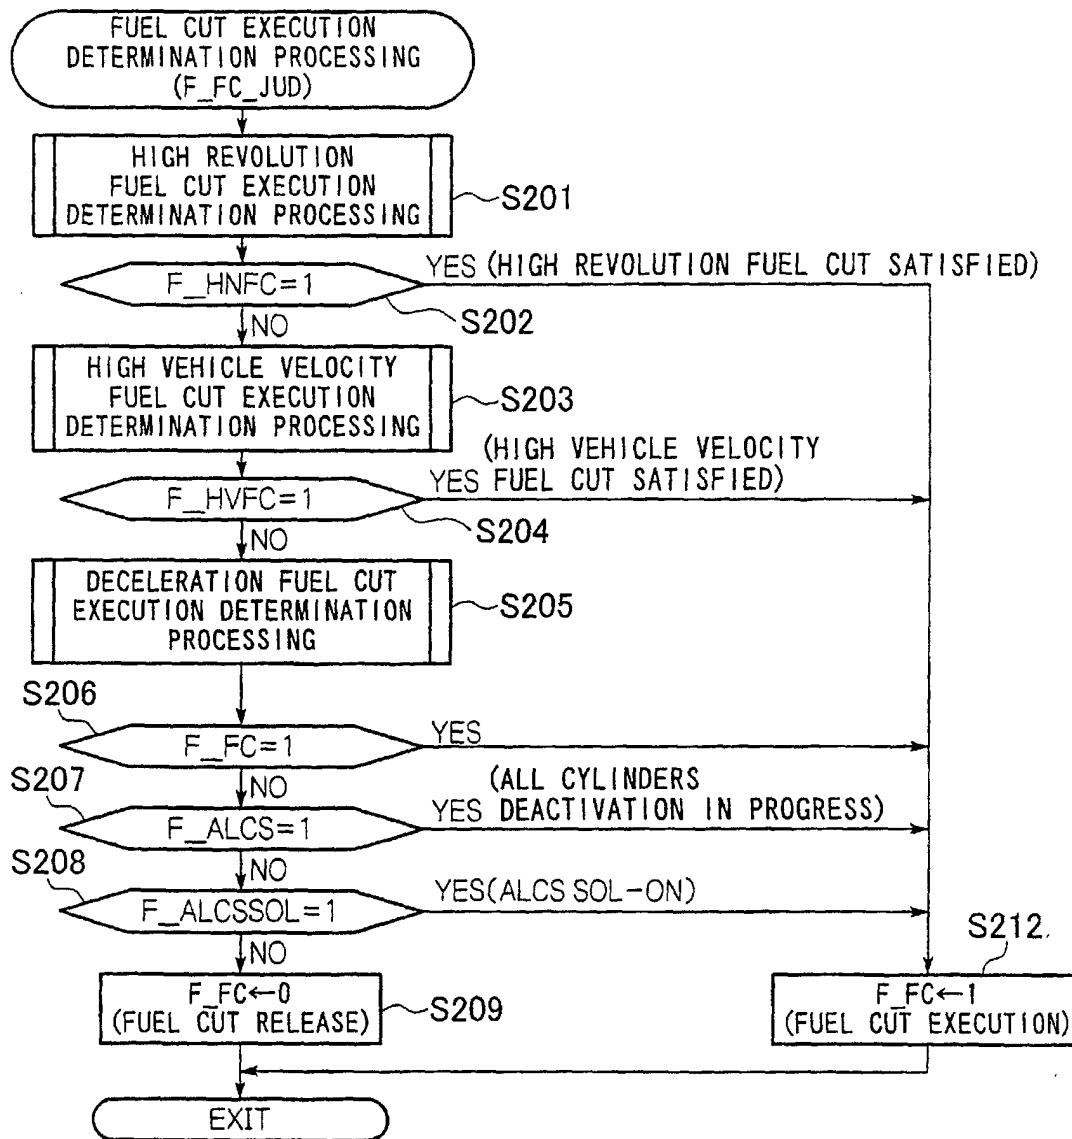 FUEL CUT EXECUTION
DETERMINATION PROCESSING
(F_FC_JUD)
HIGH REVOLUTION
FUEL CUT EXECUTION
DETERMINATION PROCESSING
S201
F_HNFC=1
YES (HIGH REVOLUTION FUEL CUT SATISFIED)
S202
NO
HIGH VEHICLE VELOCITY
FUEL CUT EXECUTION
DETERMINATION PROCESSING
S203
(HIGH VEHICLE VELOCITY
YES FUEL CUT SATISFIED)
F_HVFC=1
S204
NO
DECELERATION FUEL CUT
EXECUTION DETERMINATION
PROCESSING
S205
S206
F_FC=1
YES
NO
S207
(ALL CYLINDERS
YES DEACTIVATION IN PROGRESS)
F_ALCS=1
NO
S208
YES(ALCS SOL-ON)
F_ALCSSOL=1
NO
F_FC←0
(FUEL CUT RELEASE)
S209
S212.
F_FC←1
(FUEL CUT EXECUTION)
EXIT